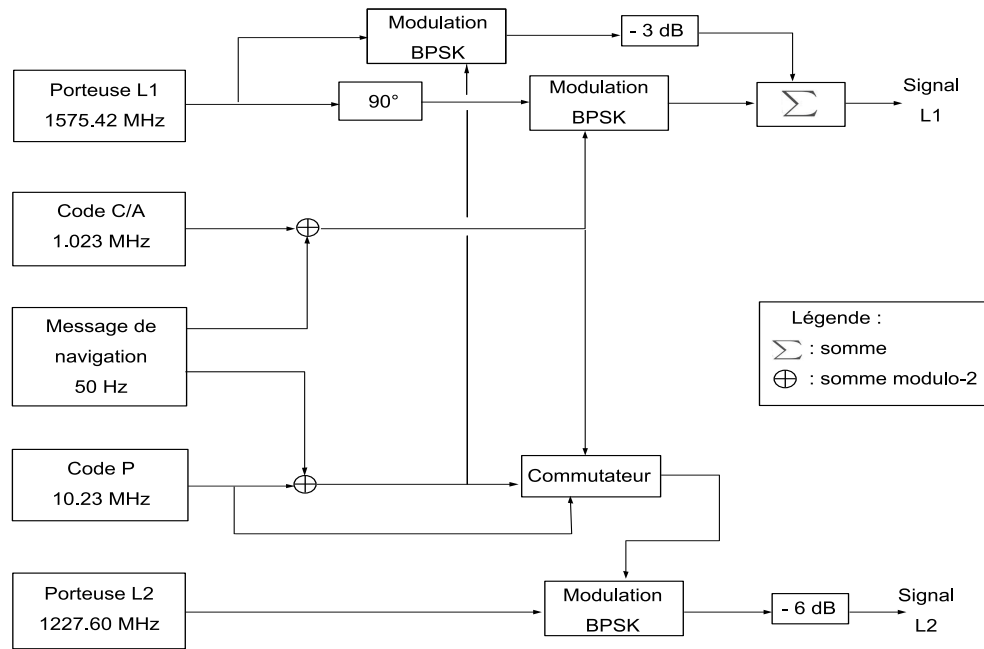 Modulation
BPSK
- 3 dB
Porteuse L1
1575.42 MHz
90°
Modulation
BPSK
Σ
Signal
L1
Code C/A
1.023 MHz
Message de
navigation
50 Hz
Légende :
Σ : somme
⊕ : somme modulo-2
Code P
10.23 MHz
Commutateur
Porteuse L2
1227.60 MHz
Modulation
BPSK
- 6 dB
Signal
L2